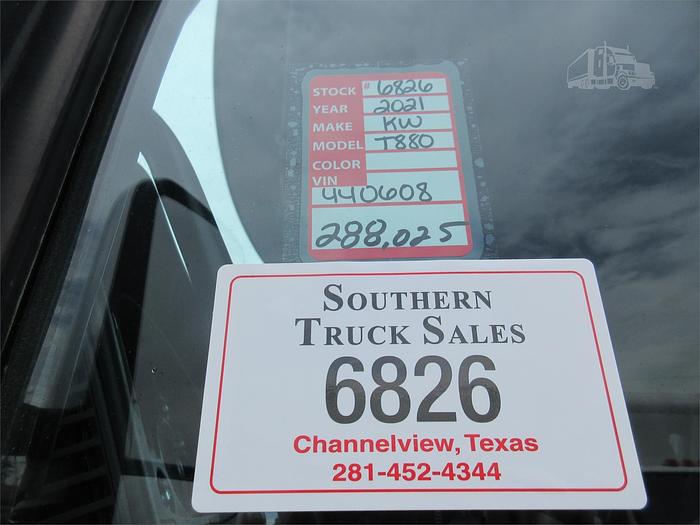 STOCK # 6826
YEAR 2021
MAKE KW
MODEL T880
COLOR
VIN
440608
288,025
SOUTHERN
TRUCK SALES
6826
Channelview, Texas
281-452-4344